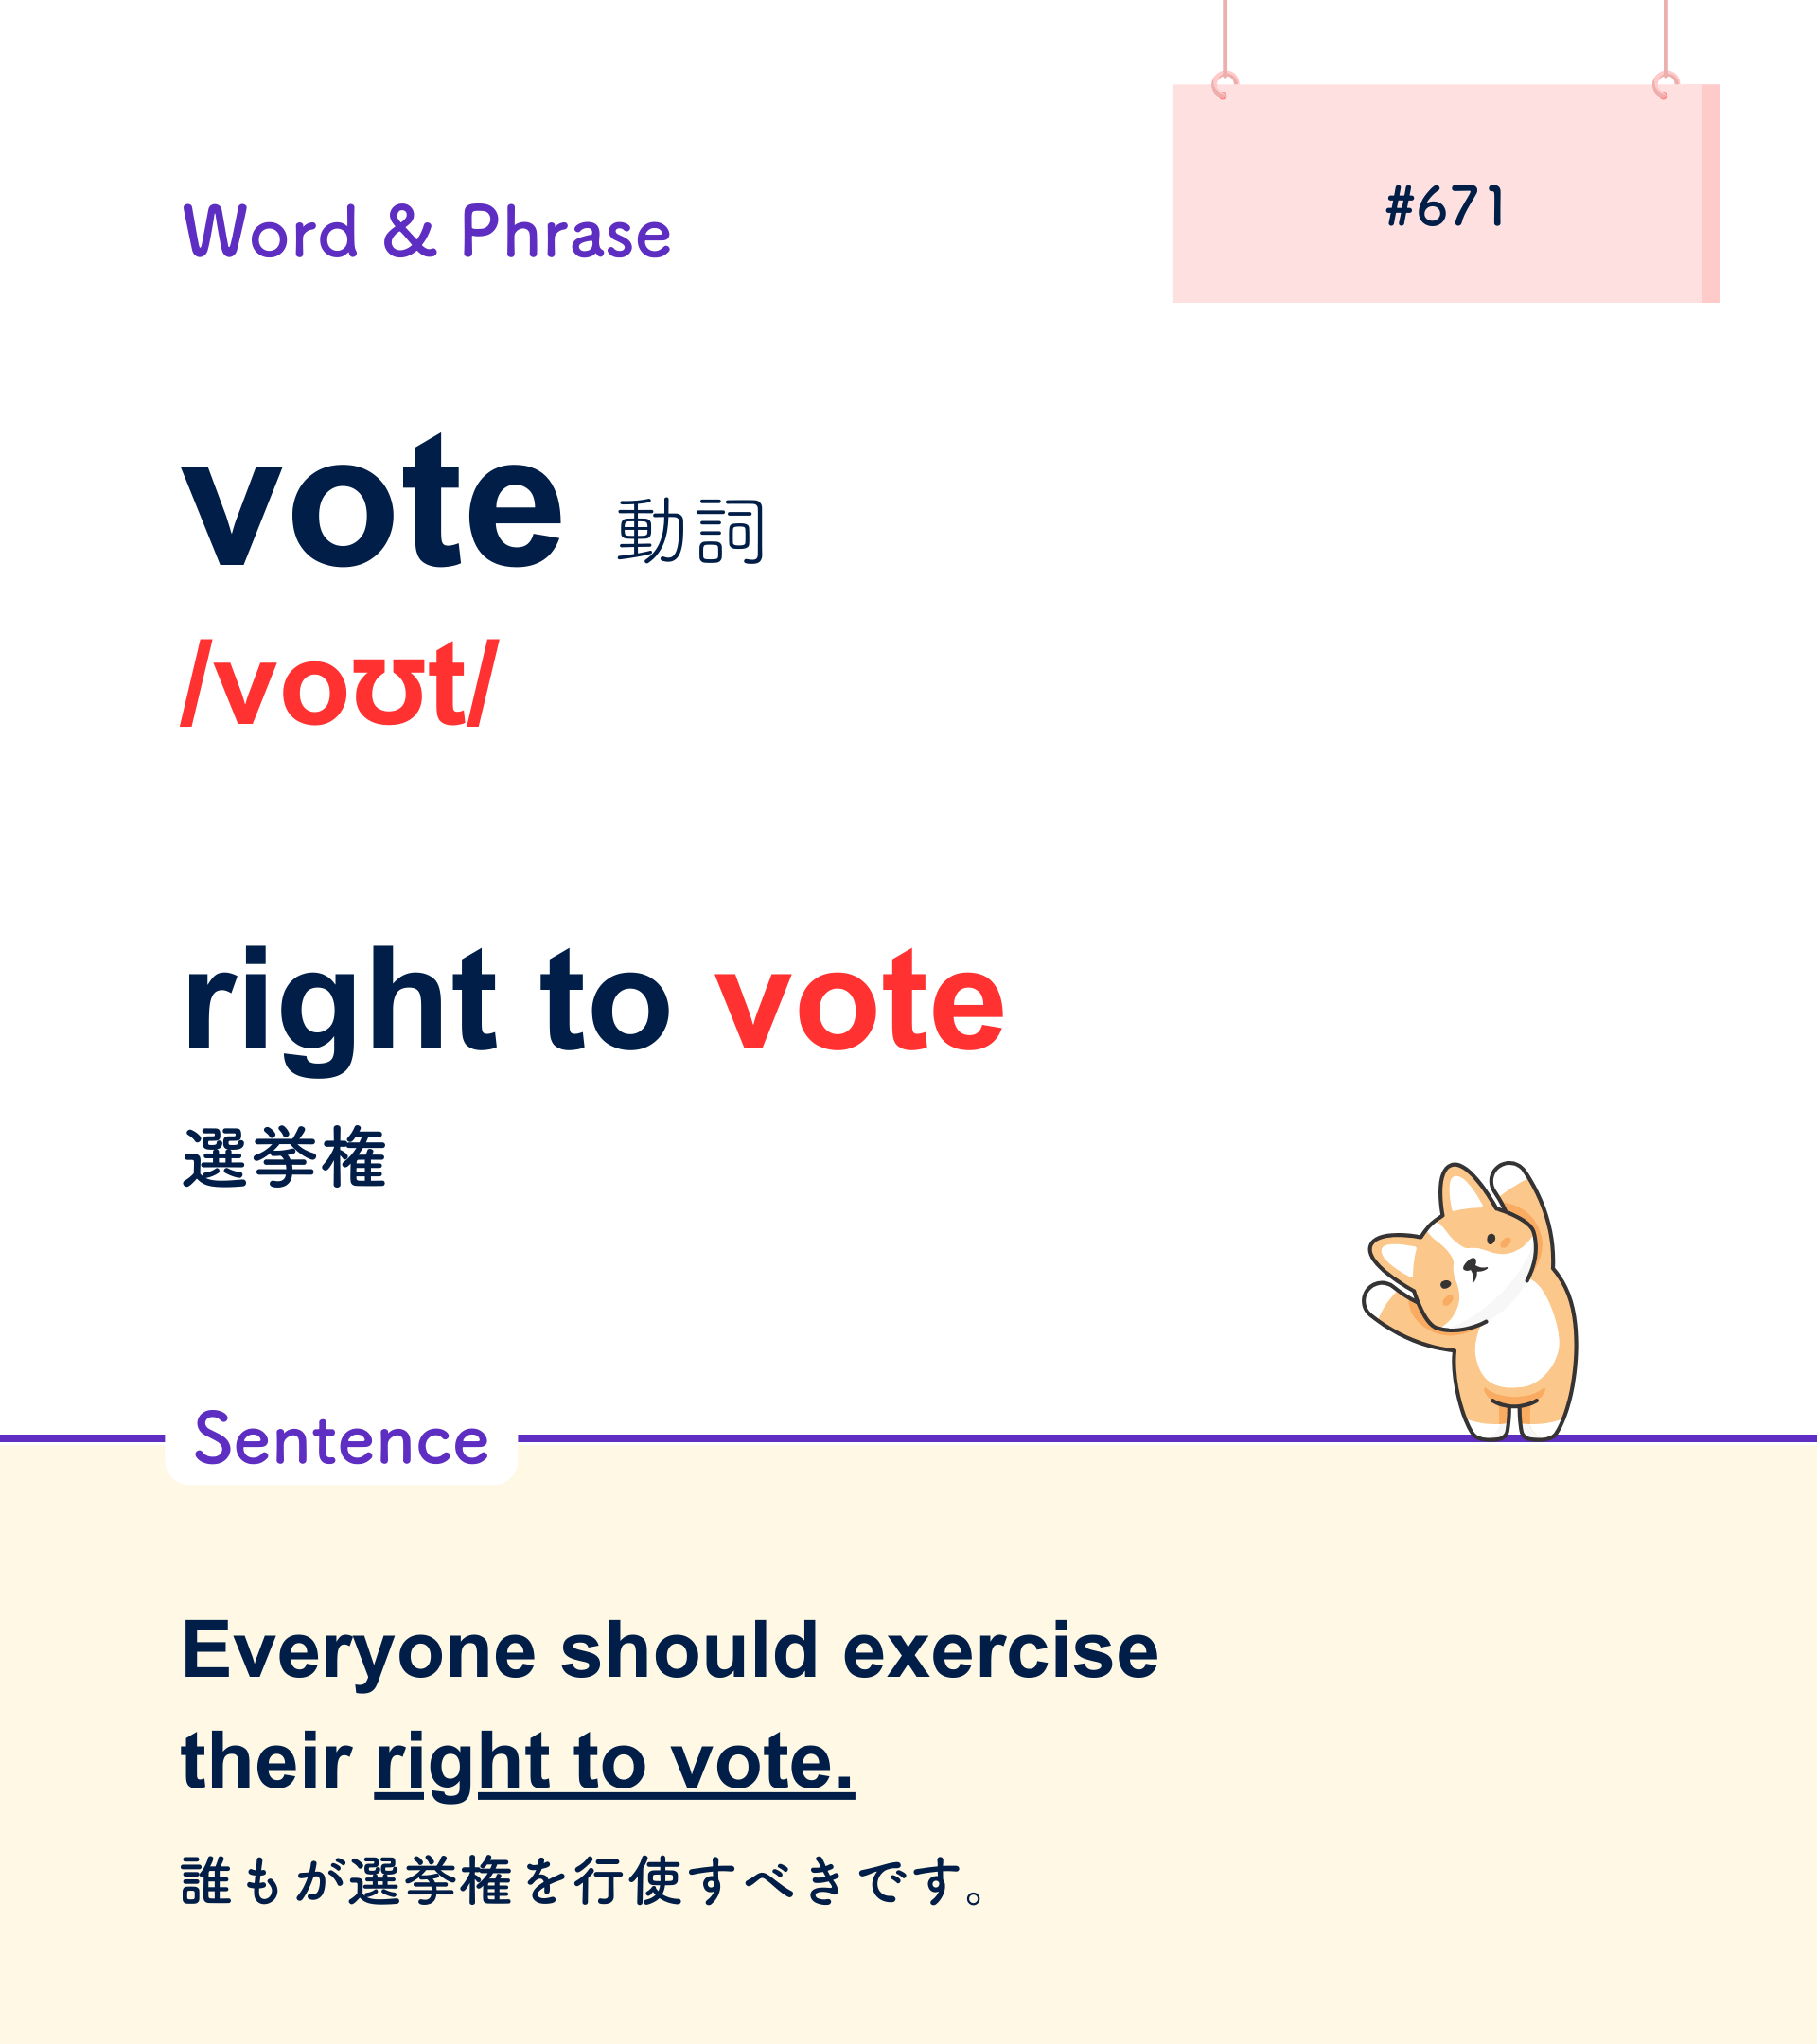 Word & Phrase
#671
vote 動詞
/voʊt/
right to vote
選挙権
Sentence
Everyone should exercise
their right to vote.
誰もが選挙権を行使すべきです。